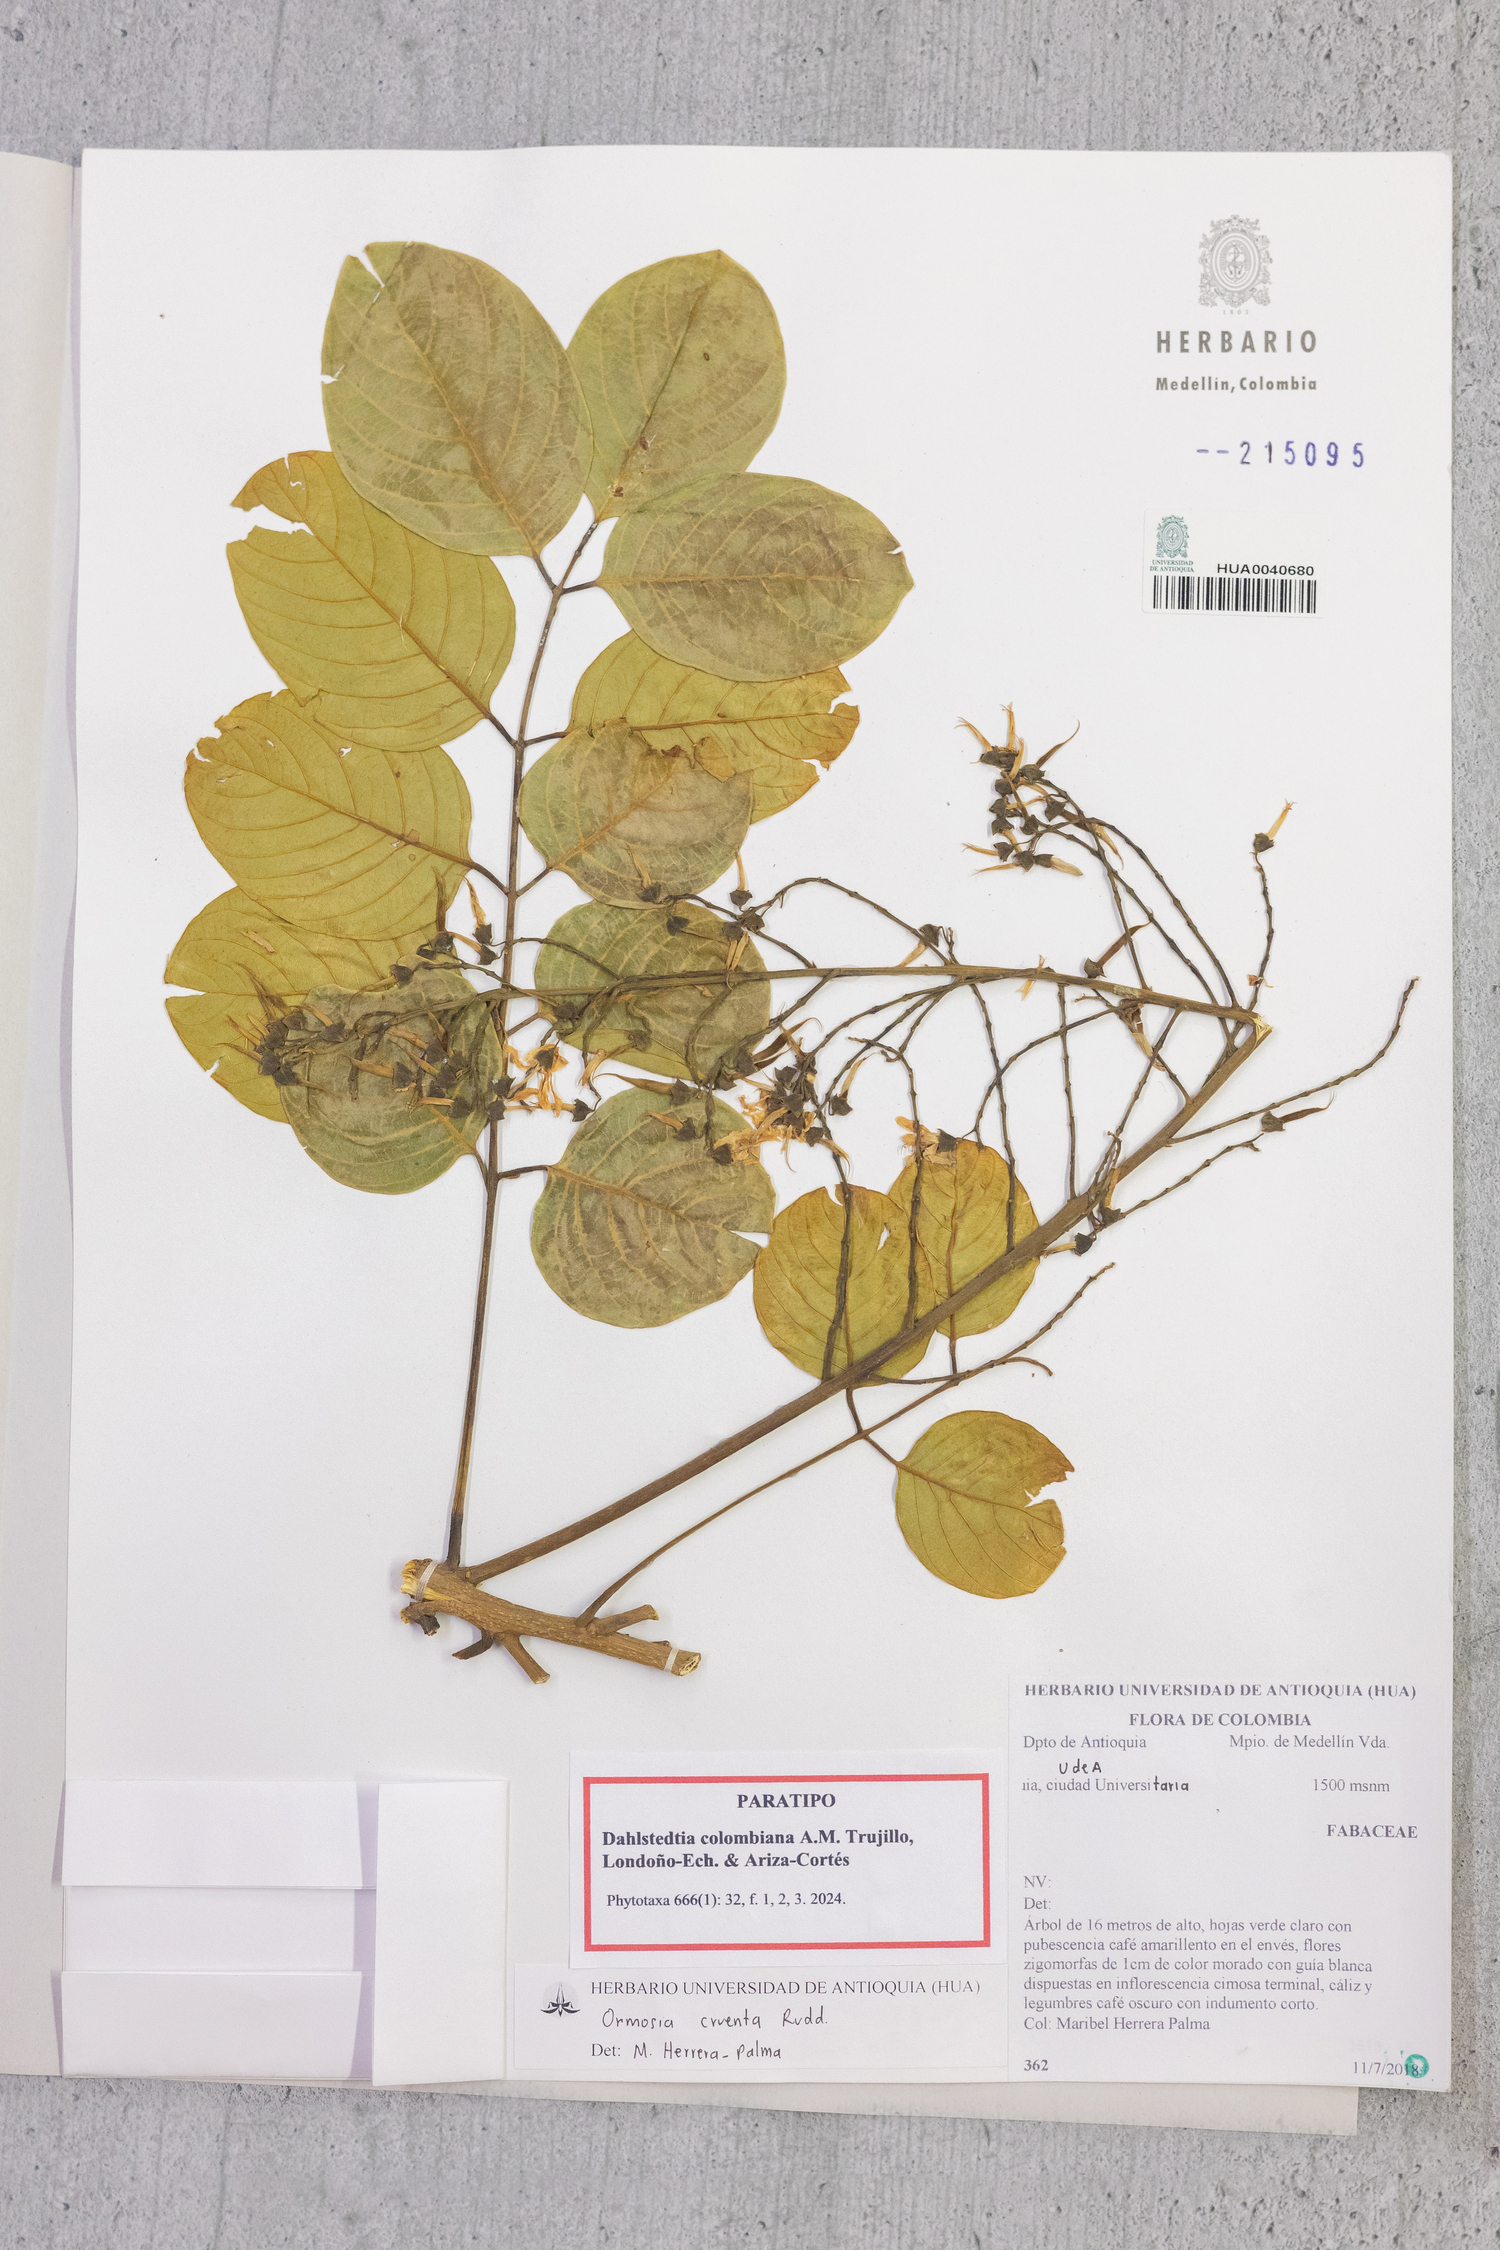 1803
HERBARIO
Medellín, Colombia
--215095
UNIVERSIDAD
DE ANTIOQUIA
HUA0040680
HERBARIO UNIVERSIDAD DE ANTIOQUIA (HUA)
FLORA DE COLOMBIA
Dpto de Antioquia Mpio. de Medellín Vda.
UdeA
iia, ciudad Universitaria 1500 msnm
FABACEAE
NV:
Det:
Árbol de 16 metros de alto, hojas verde claro con
pubescencia café amarillento en el envés, flores
zigomorfas de 1cm de color morado con guía blanca
dispuestas en inflorescencia cimosa terminal, cáliz y
legumbres café oscuro con indumento corto.
Col: Maribel Herrera Palma
362 11/7/2018
PARATIPO
Dahlstedtia colombiana A.M. Trujillo,
Londoño-Ech. & Ariza-Cortés
Phytotaxa 666(1): 32, f. 1, 2, 3. 2024.
HERBARIO UNIVERSIDAD DE ANTIOQUIA (HUA)
Ormosia cruenta Rudd.
Det: M. Herrera-Palma